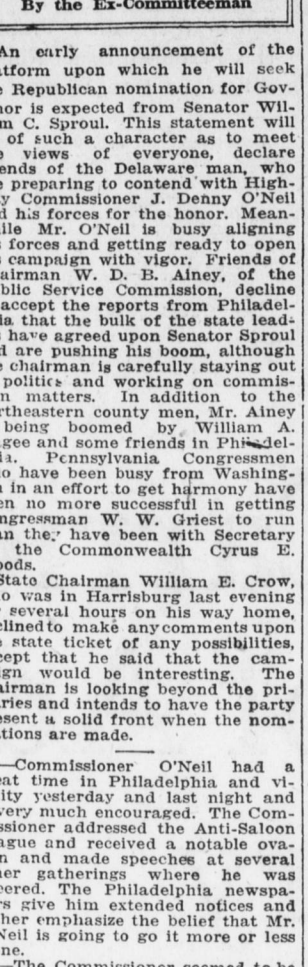 By the Ex-Committeeman
An early announcement of the
atform upon which he will seek
e Republican nomination for Gov-
nor is expected from Senator Wil-
m C. Sproul. This statement will
of such a character as to meet
e views of everyone, declare
ends of the Delaware man, who
e preparing to contend with High-
y Commissioner J. Denny O'Neil
d his forces for the honor. Mean-
ile Mr. O'Neil is busy aligning
s forces and getting ready to open
s campaign with vigor. Friends of
airman W. D. B. Ainey, of the
blic Service Commission, decline
accept the reports from Philadel-
ia that the bulk of the state lead-
s have agreed upon Senator Sproul
d are pushing his boom, although
e chairman is carefully staying out
politics and working on commis-
n matters. In addition to the
rtheastern county men, Mr. Ainey
being boomed by William A.
gee and some friends in Philadel-
ia. Pennsylvania Congressmen
o have been busy from Washing-
n in an effort to get harmony have
en no more successful in getting
ngressman W. W. Griest to run
an they have been with Secretary
the Commonwealth Cyrus E.
oods.
State Chairman William E. Crow,
o was in Harrisburg last evening
r several hours on his way home,
clined to make any comments upon
e state ticket of any possibilities,
cept that he said that the cam-
ign would be interesting. The
airman is looking beyond the pri-
ries and intends to have the party
esent a solid front when the nom-
tions are made.
—Commissioner O'Neil had a
eat time in Philadelphia and vi-
ity yesterday and last night and
very much encouraged. The Com-
ssioner addressed the Anti-Saloon
ague and received a notable ova-
n and made speeches at several
er gatherings where he was
eered. The Philadelphia newspa-
rs give him extended notices and
her emphasize the belief that Mr.
Neil is going to go it more or less
ne.
—The Commissioner seemed to be